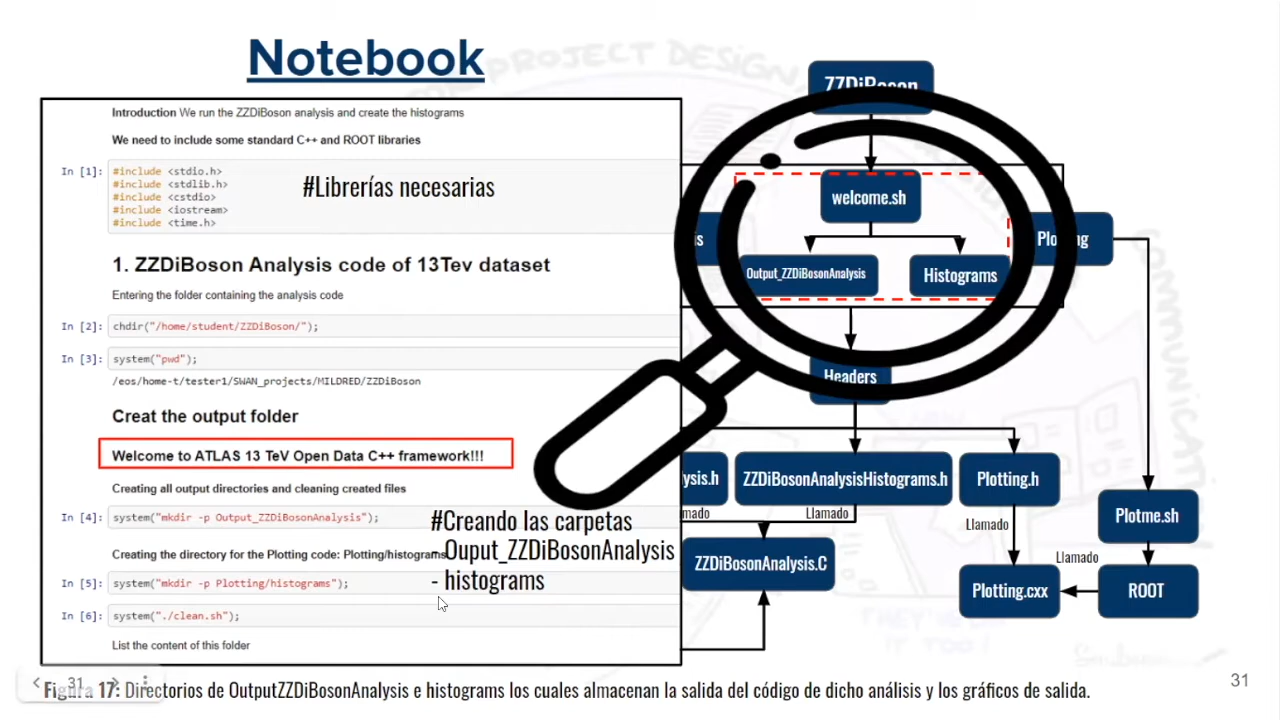 Notebook
Introduction We run the ZZDiBoson analysis and create the histograms
We need to include some standard C++ and ROOT libraries
In [1]: #include <stdio.h>
#include <stdlib.h>
#include <cstdio>
#include <iostream>
#include <time.h>
#Librerías necesarias
1. ZZDiBoson Analysis code of 13Tev dataset
Entering the folder containing the analysis code
In [2]: chdir("/home/student/ZZDiBoson/");
In [3]: system("pwd");
/eos/home-t/tester1/SWAN_projects/MILDRED/ZZDiBoson
Creat the output folder
Welcome to ATLAS 13 TeV Open Data C++ framework!!!
Creating all output directories and cleaning created files
In [4]: system("mkdir -p Output_ZZDiBosonAnalysis");
Creating the directory for the Plotting code: Plotting/histograms
In [5]: system("mkdir -p Plotting/histograms");
In [6]: system("./clean.sh");
List the content of this folder
#Creando las carpetas
- Ouput_ZZDiBosonAnalysis
- histograms
ZZDiBoson
welcome.sh
is
Plotting
Output_ZZDiBosonAnalysis
Histograms
Headers
ysis.h
ZZDiBosonAnalysisHistograms.h
Plotting.h
mado
Llamado
Llamado
Plotme.sh
Llamado
ZZDiBosonAnalysis.C
Plotting.cxx
ROOT
31
Figura 17: Directorios de OutputZZDiBosonAnalysis e histograms los cuales almacenan la salida del código de dicho análisis y los gráficos de salida.
31